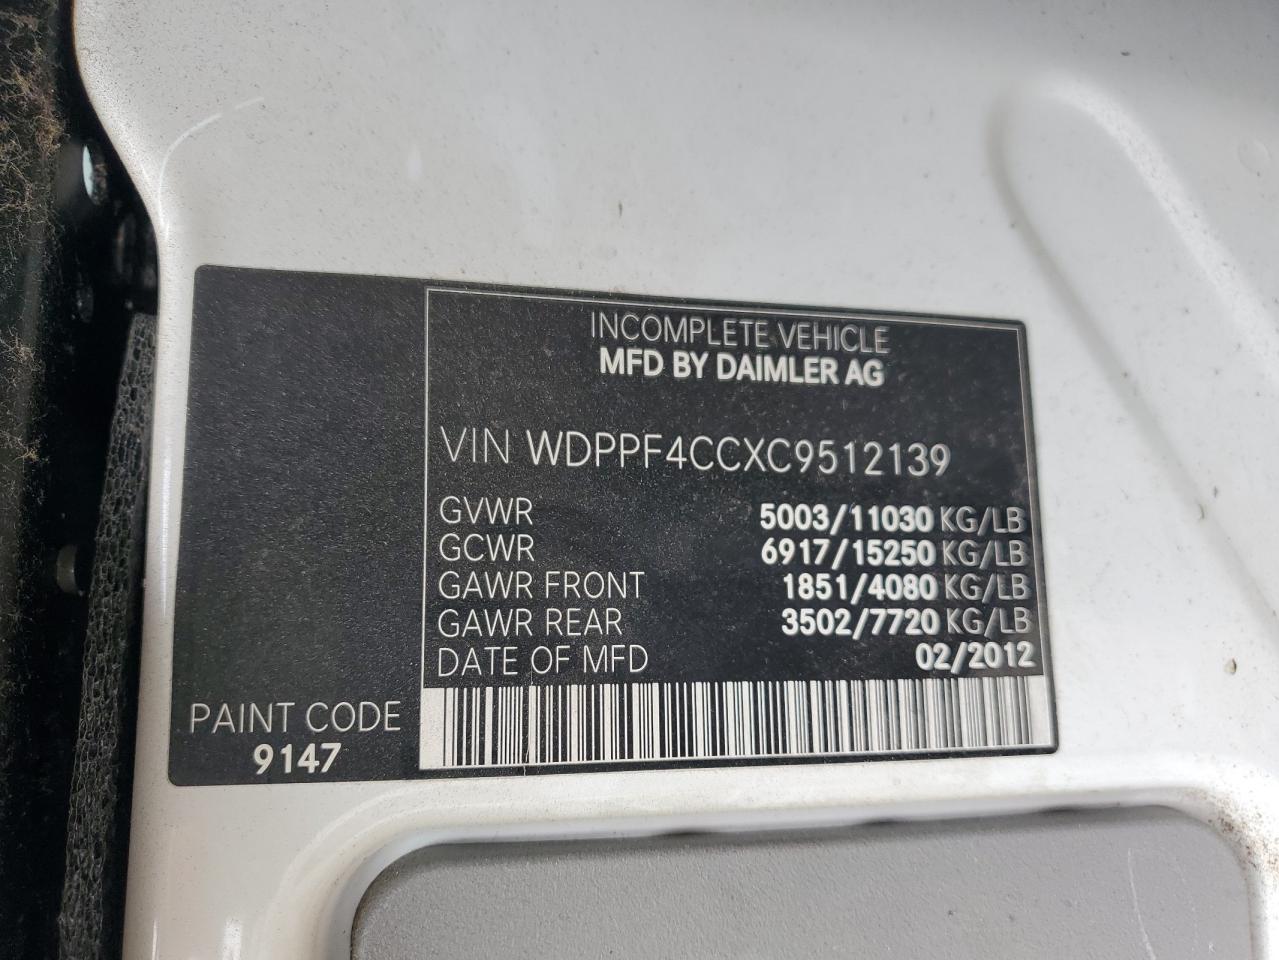 INCOMPLETE VEHICLE
MFD BY DAIMLER AG
VIN WDPPF4CCXC9512139
GVWR 5003/11030 KG/LB
GCWR 6917/15250 KG/LB
GAWR FRONT 1851/4080 KG/LB
GAWR REAR 3502/7720 KG/LB
DATE OF MFD 02/2012
PAINT CODE
9147